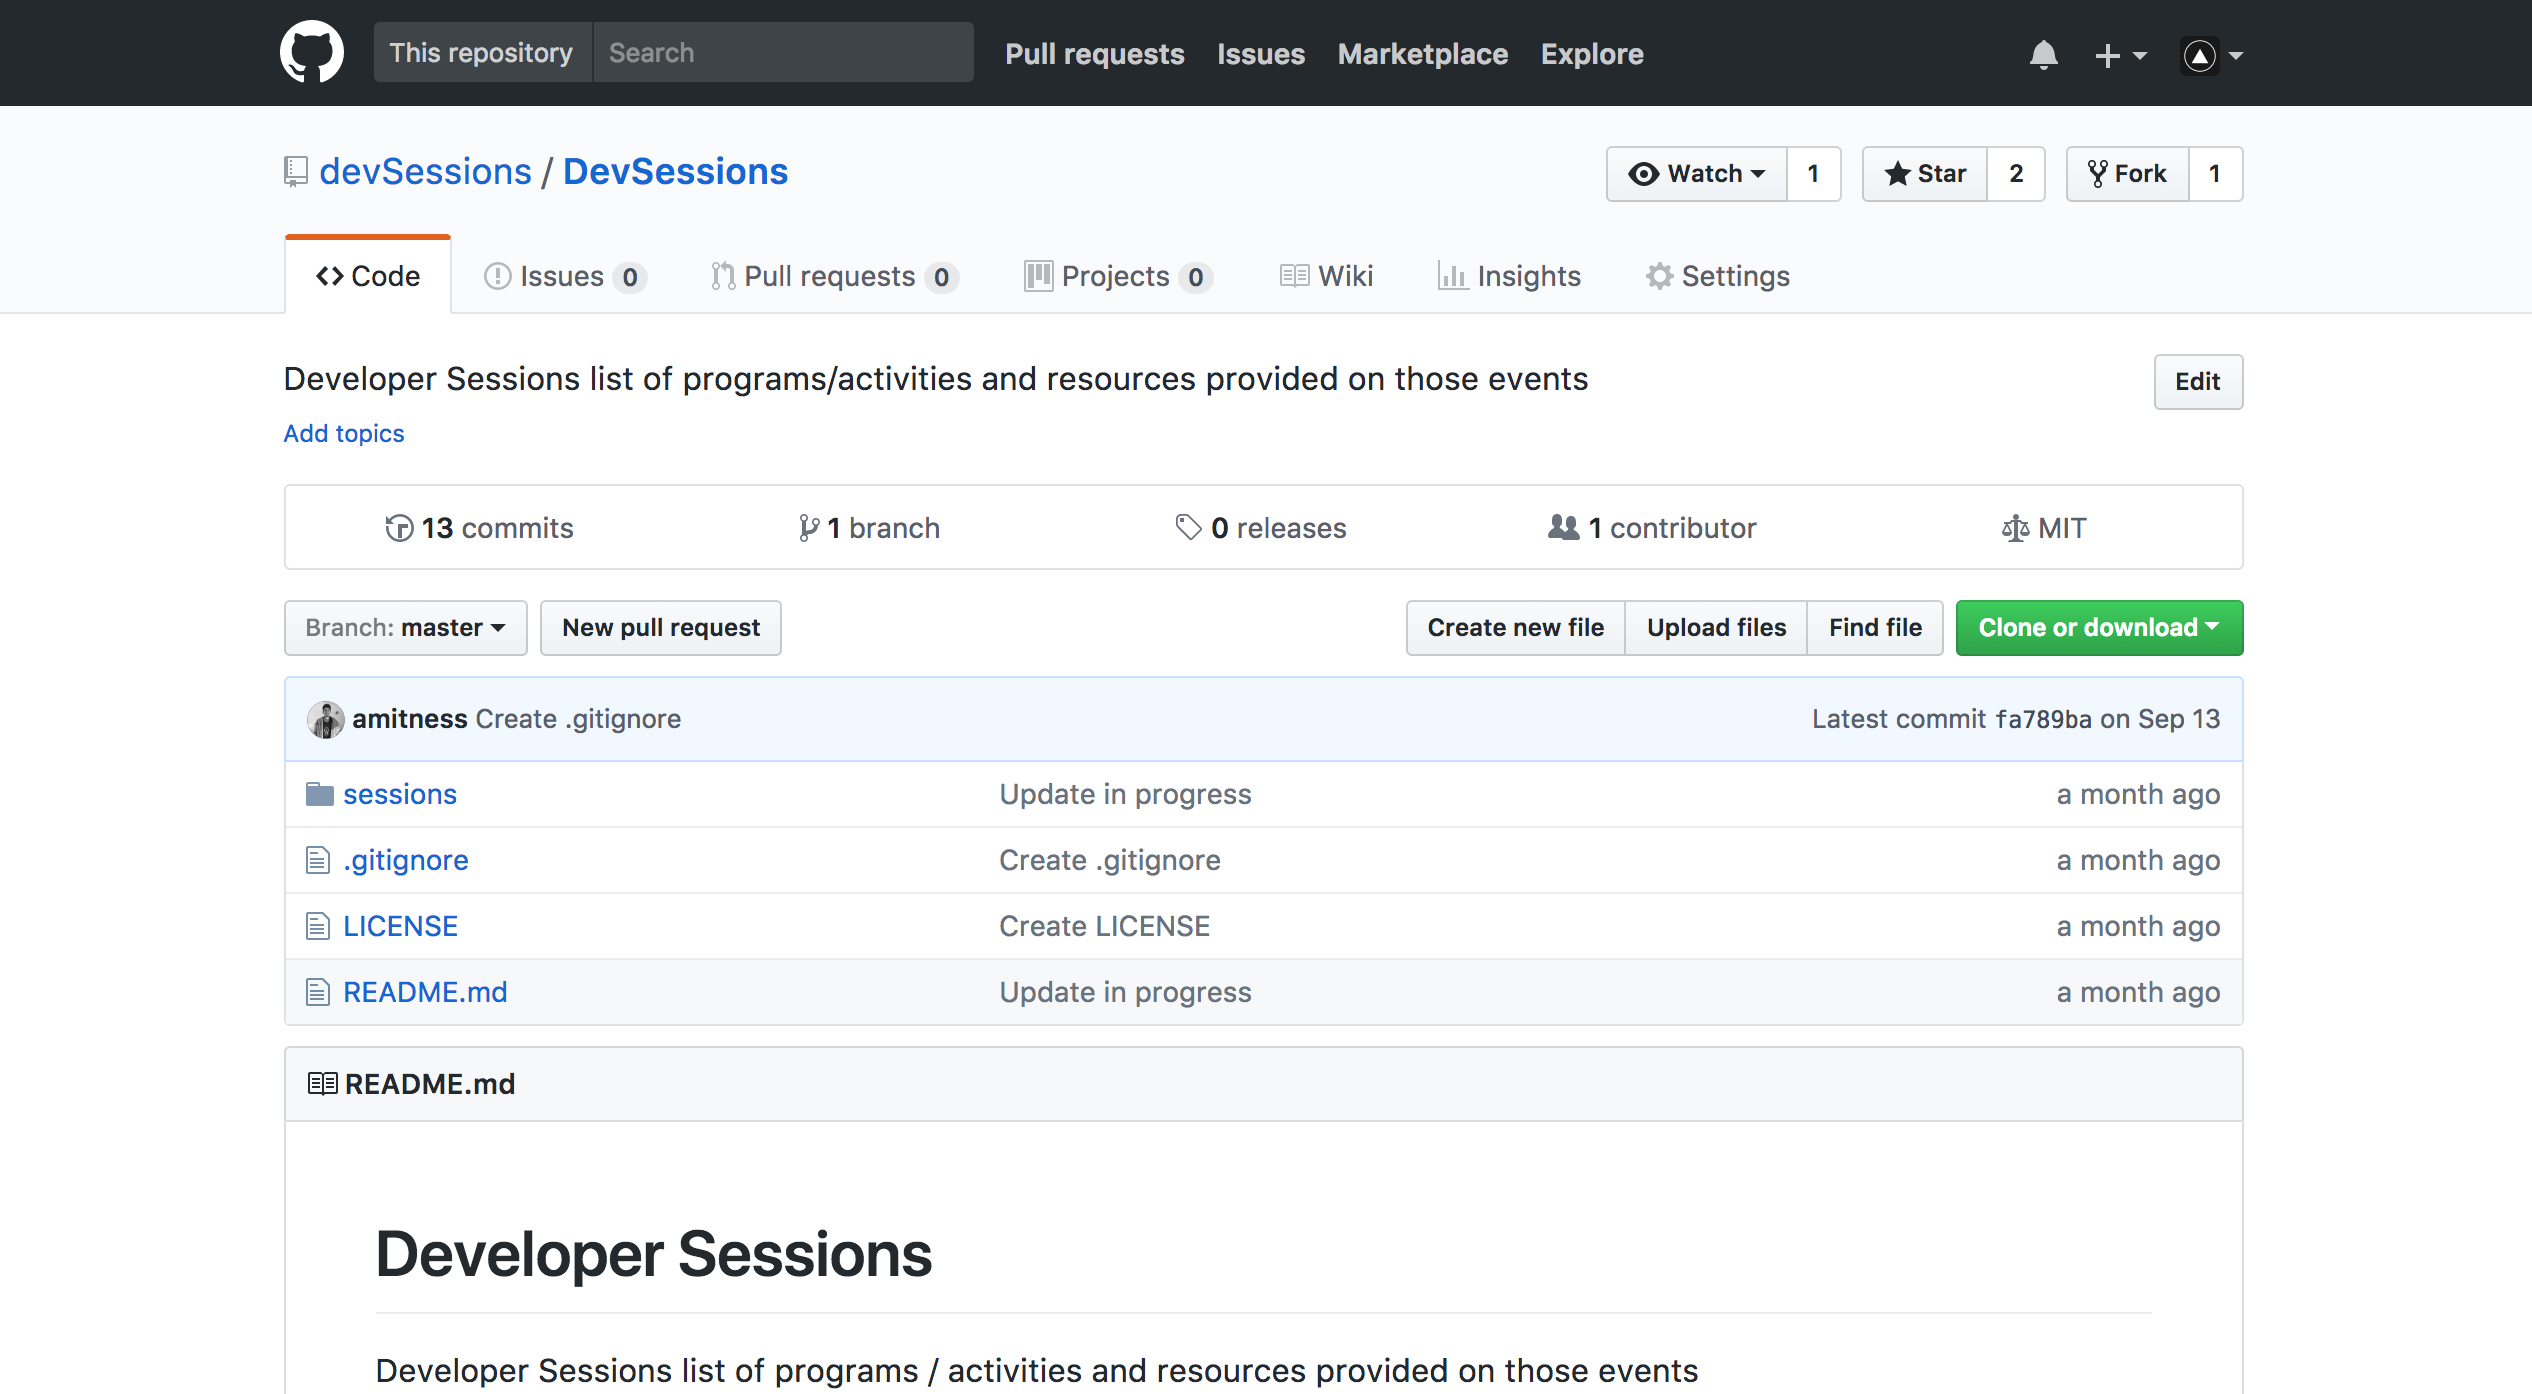 This repository Search Pull requests Issues Marketplace Explore
devSessions / DevSessions Watch 1 Star 2 Fork 1
Code Issues 0 Pull requests 0 Projects 0 Wiki Insights Settings
Developer Sessions list of programs/activities and resources provided on those events Edit
Add topics
13 commits 1 branch 0 releases 1 contributor MIT
Branch: master New pull request Create new file Upload files Find file Clone or download
amitness Create .gitignore Latest commit fa789ba on Sep 13
sessions Update in progress a month ago
.gitignore Create .gitignore a month ago
LICENSE Create LICENSE a month ago
README.md Update in progress a month ago
README.md
Developer Sessions
Developer Sessions list of programs / activities and resources provided on those events